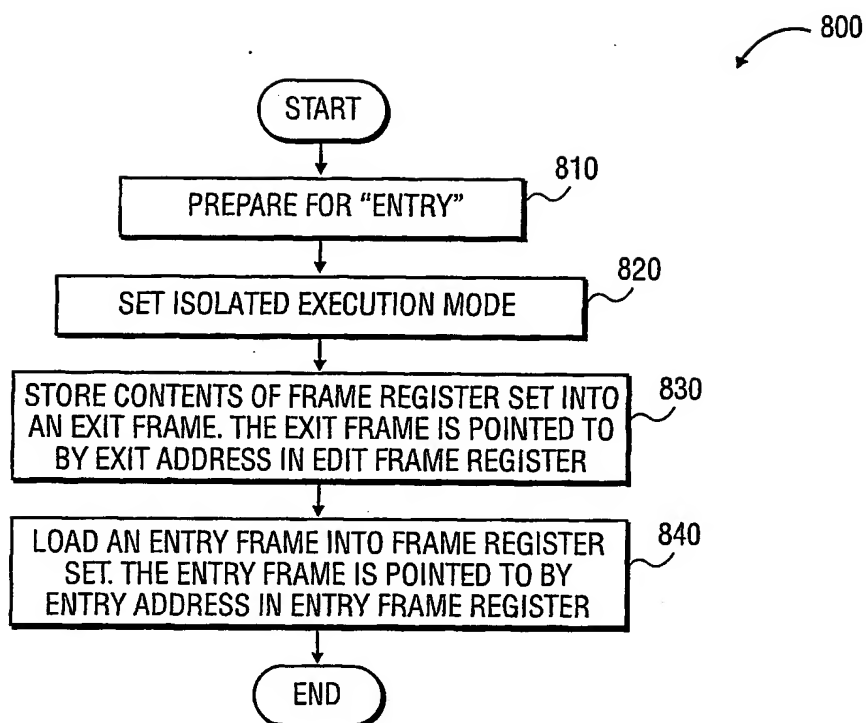 800
START
810
PREPARE FOR “ENTRY”
820
SET ISOLATED EXECUTION MODE
830
STORE CONTENTS OF FRAME REGISTER SET INTO
AN EXIT FRAME. THE EXIT FRAME IS POINTED TO
BY EXIT ADDRESS IN EDIT FRAME REGISTER
840
LOAD AN ENTRY FRAME INTO FRAME REGISTER
SET. THE ENTRY FRAME IS POINTED TO BY
ENTRY ADDRESS IN ENTRY FRAME REGISTER
END